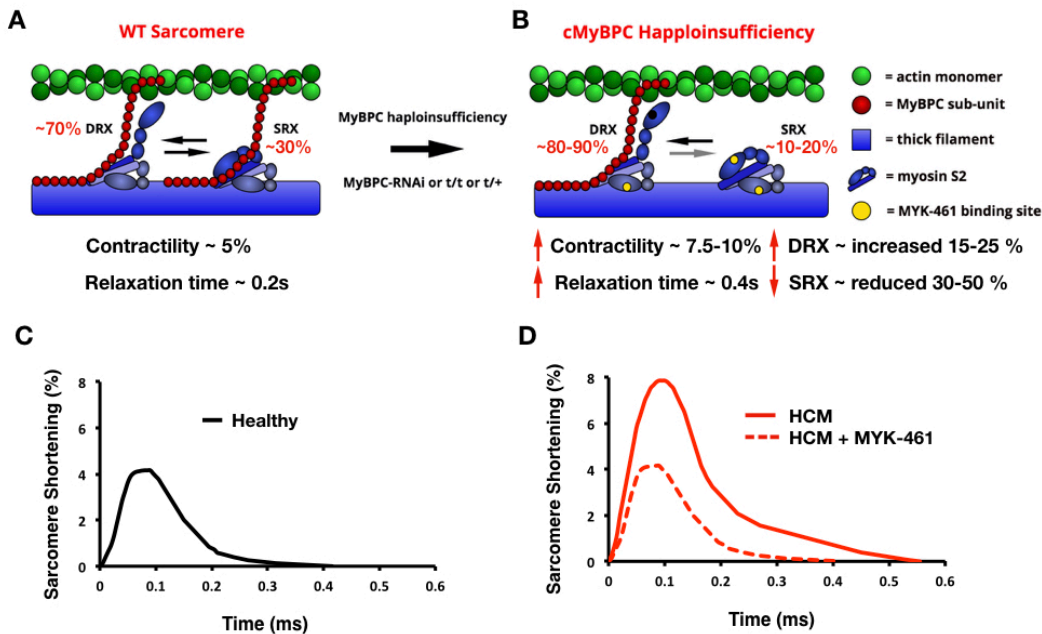 A
WT Sarcomere
~70%
DRX
SRX
~30%
MyBPC haploinsufficiency
MyBPC-RNAi or t/t or t/+
Contractility ~ 5%
Relaxation time ~ 0.2s
B
cMyBPC Happloinsufficiency
DRX
~80-90%
SRX
~10-20%
= actin monomer
= MyBPC sub-unit
= thick filament
= myosin S2
= MYK-461 binding site
Contractility ~ 7.5-10%
DRX ~ increased 15-25 %
Relaxation time ~ 0.4s
SRX ~ reduced 30-50 %
C
Sarcomere Shortening (%)
8
6
4
2
0
Healthy
0 0.1 0.2 0.3 0.4 0.5 0.6
Time (ms)
D
Sarcomere Shortening (%)
8
6
4
2
0
HCM
HCM + MYK-461
0 0.1 0.2 0.3 0.4 0.5 0.6
Time (ms)